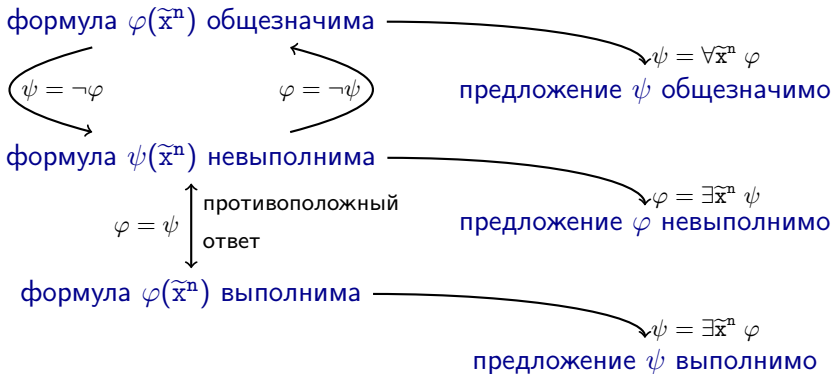 формула φ(x̃ⁿ) общезначима
ψ = ∀x̃ⁿ φ
ψ = ¬φ
φ = ¬ψ
предложение ψ общезначимо
формула ψ(x̃ⁿ) невыполнима
φ = ∃x̃ⁿ ψ
противоположный
φ = ψ
ответ
предложение φ невыполнимо
формула φ(x̃ⁿ) выполнима
ψ = ∃x̃ⁿ φ
предложение ψ выполнимо